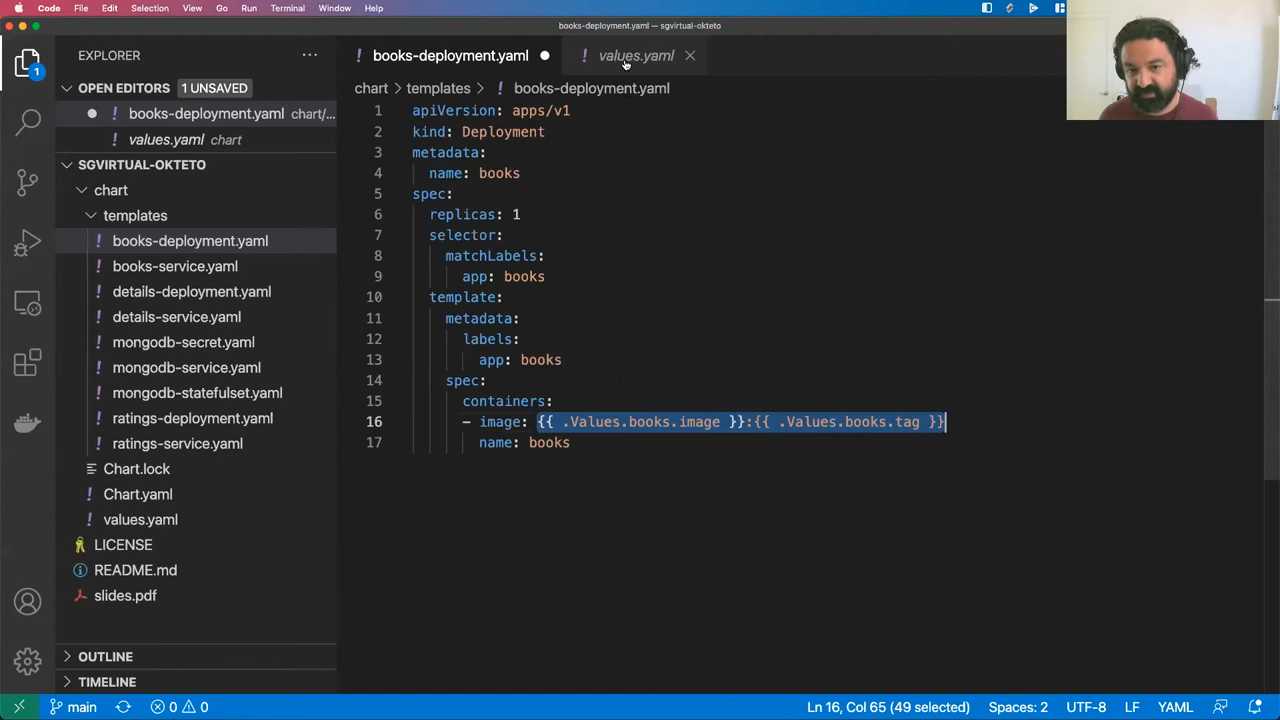 Code File Edit Selection View Go Run Terminal Window Help
books-deployment.yaml — sgvirtual-okteto
EXPLORER ···
books-deployment.yaml
values.yaml
OPEN EDITORS 1 UNSAVED
books-deployment.yaml chart/...
values.yaml chart
SGVIRTUAL-OKTETO
chart
templates
books-deployment.yaml
books-service.yaml
details-deployment.yaml
details-service.yaml
mongodb-secret.yaml
mongodb-service.yaml
mongodb-statefulset.yaml
ratings-deployment.yaml
ratings-service.yaml
Chart.lock
Chart.yaml
values.yaml
LICENSE
README.md
slides.pdf
OUTLINE
TIMELINE
1
chart > templates > ! books-deployment.yaml
1 apiVersion: apps/v1
2 kind: Deployment
3 metadata:
4 name: books
5 spec:
6 replicas: 1
7 selector:
8 matchLabels:
9 app: books
10 template:
11 metadata:
12 labels:
13 app: books
14 spec:
15 containers:
16 - image: {{ .Values.books.image }}:{{ .Values.books.tag }}
17 name: books
main 0 0 Ln 16, Col 65 (49 selected) Spaces: 2 UTF-8 LF YAML